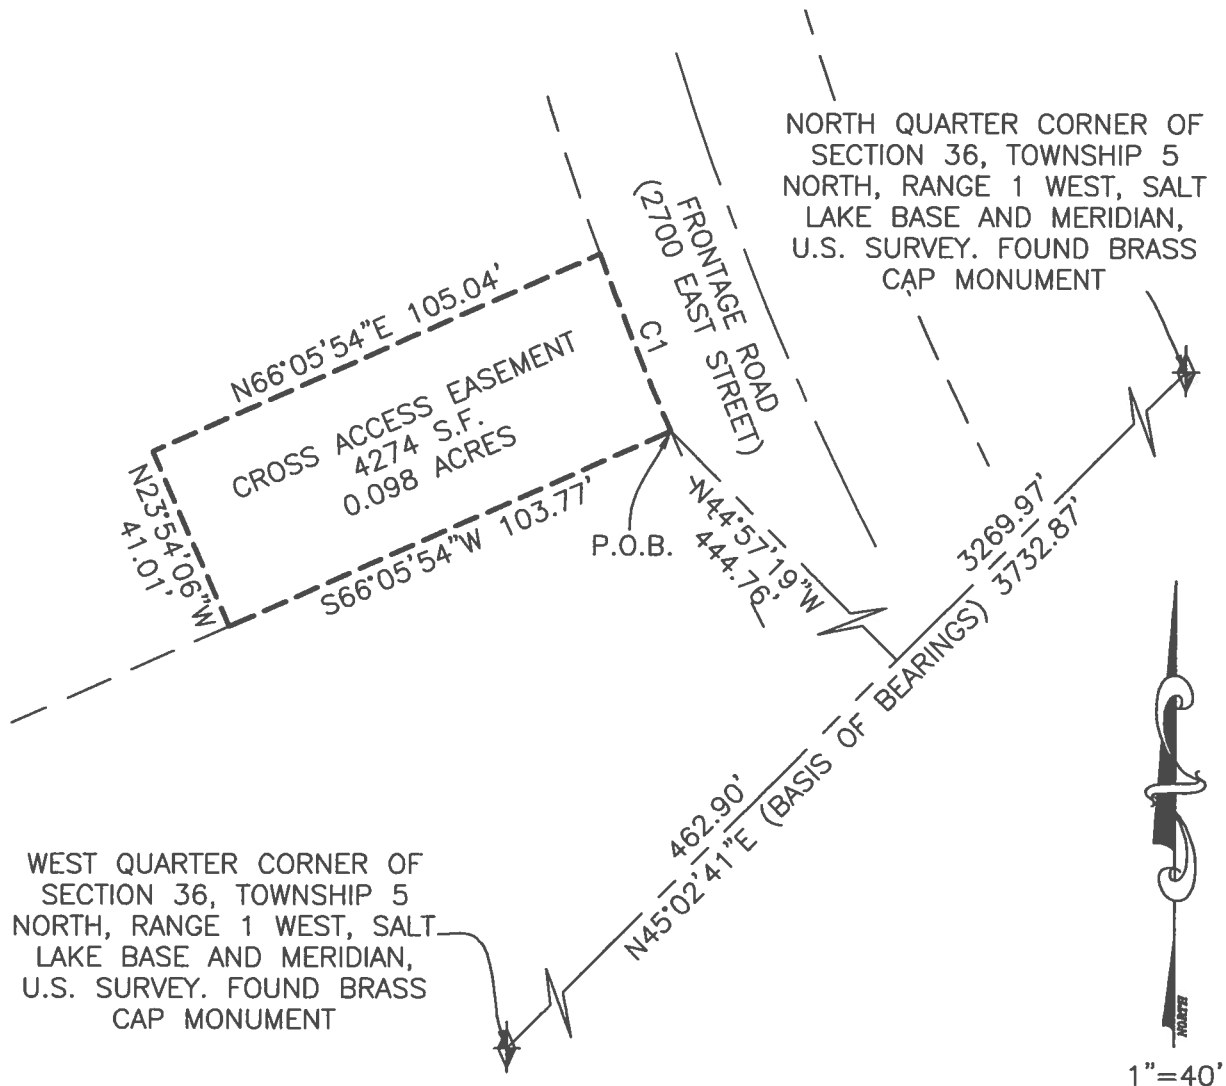 NORTH QUARTER CORNER OF
SECTION 36, TOWNSHIP 5
NORTH, RANGE 1 WEST, SALT
LAKE BASE AND MERIDIAN,
U.S. SURVEY. FOUND BRASS
CAP MONUMENT
FRONTAGE ROAD
(2700 EAST STREET)
N66°05'54"E 105.04'
C1
CROSS ACCESS EASEMENT
4274 S.F.
0.098 ACRES
N23°54'06"W
41.01'
S66°05'54"W 103.77'
P.O.B.
N44°57'19"W
444.76'
3269.97'
3732.87'
462.90'
N45°02'41"E (BASIS OF BEARINGS)
WEST QUARTER CORNER OF
SECTION 36, TOWNSHIP 5
NORTH, RANGE 1 WEST, SALT
LAKE BASE AND MERIDIAN,
U.S. SURVEY. FOUND BRASS
CAP MONUMENT
NORTH
1"=40'